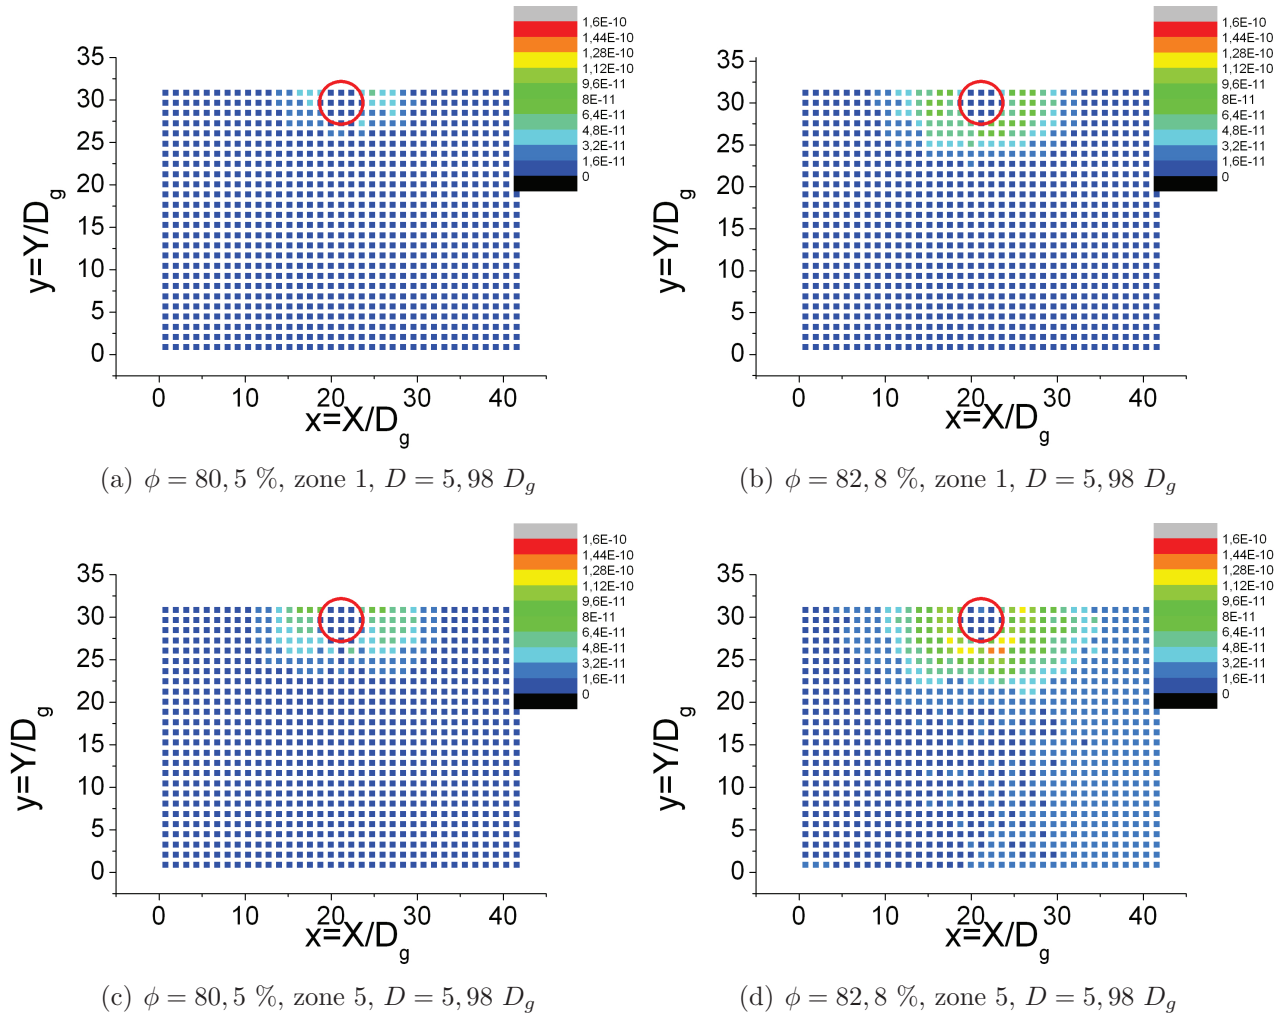 1,6E-10
1,44E-10
1,28E-10
1,12E-10
9,6E-11
8E-11
6,4E-11
4,8E-11
3,2E-11
1,6E-11
0
35
30
25
20
15
10
5
0
y=Y/D_g
0 10 20 30 40
x=X/D_g
(a) ϕ = 80, 5 %, zone 1, D = 5, 98 D_g
1,6E-10
1,44E-10
1,28E-10
1,12E-10
9,6E-11
8E-11
6,4E-11
4,8E-11
3,2E-11
1,6E-11
0
35
30
25
20
15
10
5
0
y=Y/D_g
0 10 20 30 40
x=X/D_g
(b) ϕ = 82, 8 %, zone 1, D = 5, 98 D_g
1,6E-10
1,44E-10
1,28E-10
1,12E-10
9,6E-11
8E-11
6,4E-11
4,8E-11
3,2E-11
1,6E-11
0
35
30
25
20
15
10
5
0
y=Y/D_g
0 10 20 30 40
x=X/D_g
(c) ϕ = 80, 5 %, zone 5, D = 5, 98 D_g
1,6E-10
1,44E-10
1,28E-10
1,12E-10
9,6E-11
8E-11
6,4E-11
4,8E-11
3,2E-11
1,6E-11
0
35
30
25
20
15
10
5
0
y=Y/D_g
0 10 20 30 40
x=X/D_g
(d) ϕ = 82, 8 %, zone 5, D = 5, 98 D_g